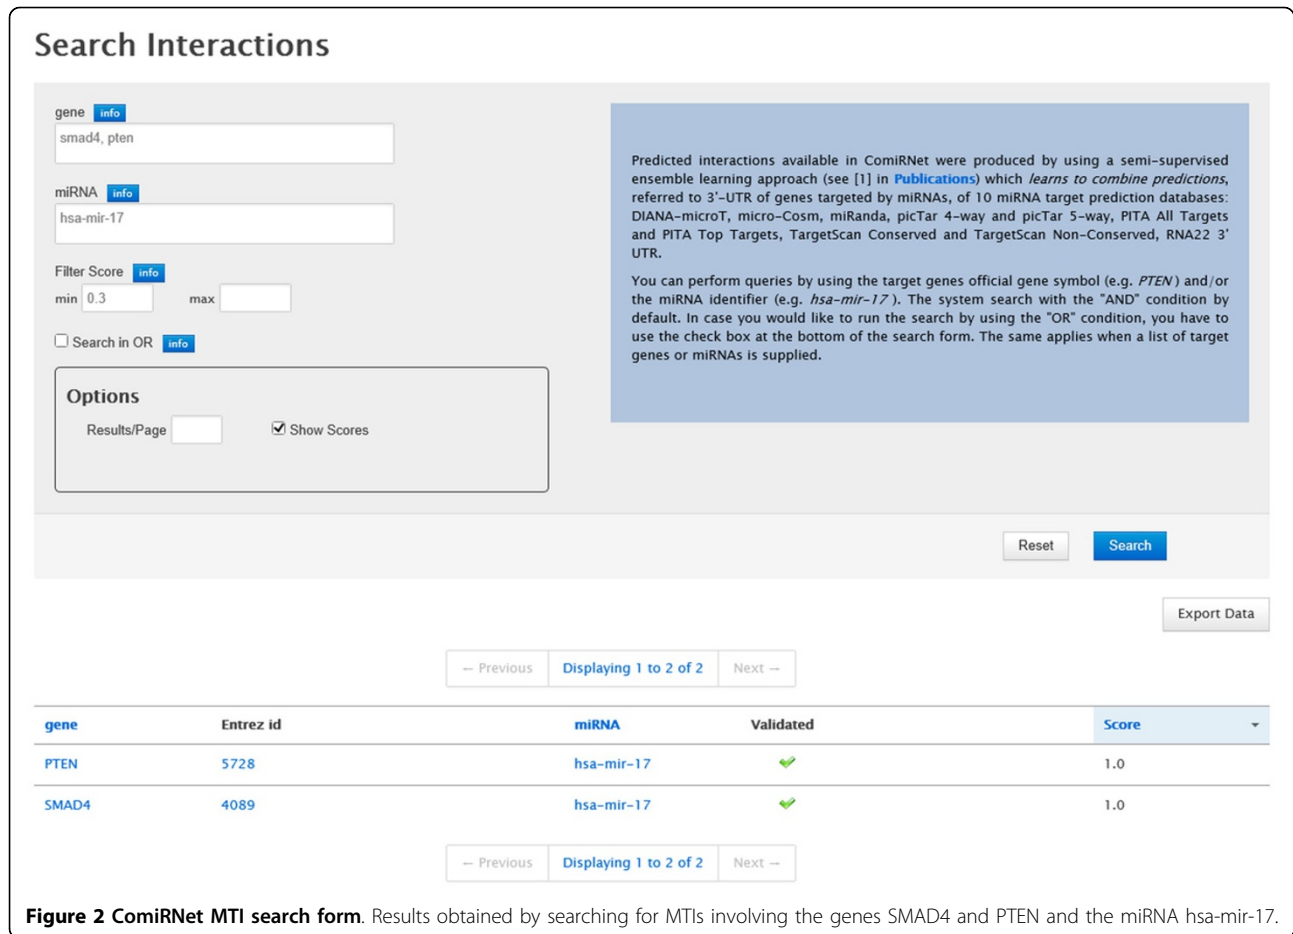 Search Interactions
gene info
smad4, pten
miRNA info
hsa-mir-17
Filter Score info
min 0.3 max
Search in OR info
Options
Results/Page Show Scores
Predicted interactions available in ComiRNet were produced by using a semi-supervised
ensemble learning approach (see [1] in Publications) which learns to combine predictions,
referred to 3'-UTR of genes targeted by miRNAs, of 10 miRNA target prediction databases:
DIANA-microT, micro-Cosm, miRanda, picTar 4-way and picTar 5-way, PITA All Targets
and PITA Top Targets, TargetScan Conserved and TargetScan Non-Conserved, RNA22 3'
UTR.
You can perform queries by using the target genes official gene symbol (e.g. PTEN) and/or
the miRNA identifier (e.g. hsa-mir-17 ). The system search with the "AND" condition by
default. In case you would like to run the search by using the "OR" condition, you have to
use the check box at the bottom of the search form. The same applies when a list of target
genes or miRNAs is supplied.
Reset Search
Export Data
← Previous Displaying 1 to 2 of 2 Next →
gene Entrez id miRNA Validated Score
PTEN 5728 hsa-mir-17 1.0
SMAD4 4089 hsa-mir-17 1.0
← Previous Displaying 1 to 2 of 2 Next →
Figure 2 ComiRNet MTI search form. Results obtained by searching for MTIs involving the genes SMAD4 and PTEN and the miRNA hsa-mir-17.